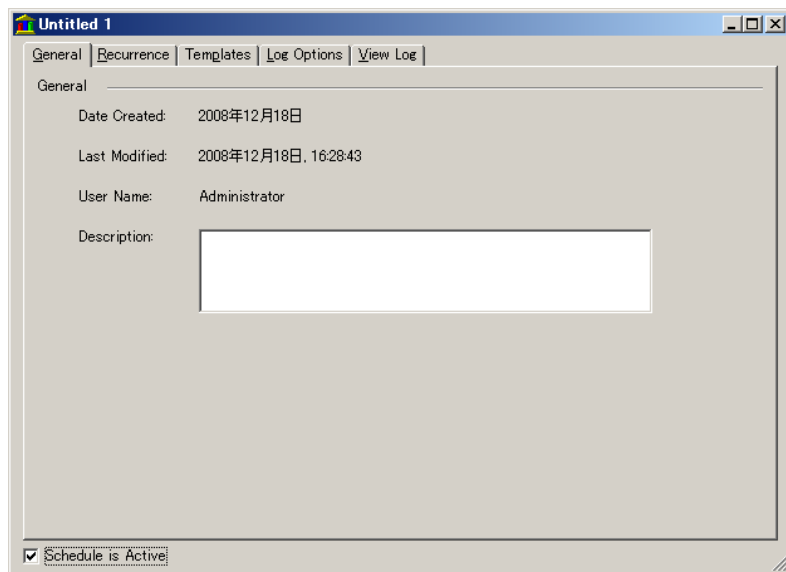 Untitled 1
General Recurrence Templates Log Options View Log
General
Date Created: 2008年12月18日
Last Modified: 2008年12月18日, 16:28:43
User Name: Administrator
Description:
Schedule is Active